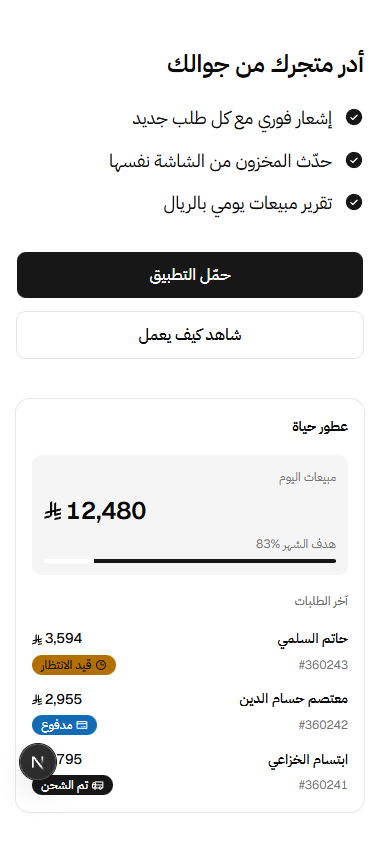 أدر متجرك من جوالك
إشعار فوري مع كل طلب جديد
حدّث المخزون من الشاشة نفسها
تقرير مبيعات يومي بالريال
حمّل التطبيق
شاهد كيف يعمل
عطور حياة
مبيعات اليوم
12,480
هدف الشهر 83%
آخر الطلبات
حاتم السلمي 3,594
#360243 قيد الانتظار
معتصم حسام الدين 2,955
#360242 مدفوع
ابتسام الخزاعي 795
#360241 تم الشحن
N